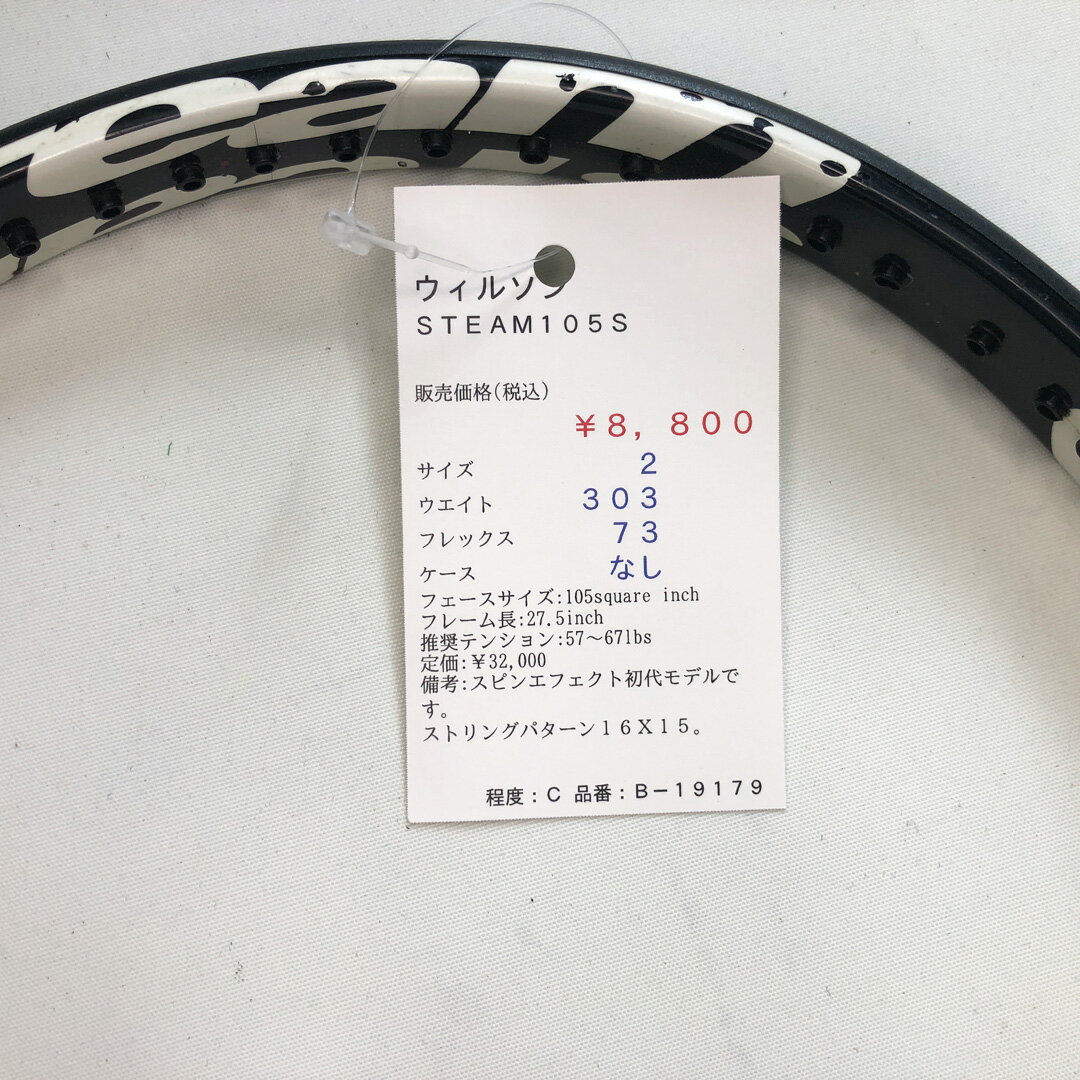 ウィルソン
STEAM105S
販売価格(税込)
¥8,800
サイズ 2
ウエイト 303
フレックス 73
ケース なし
フェースサイズ:105square inch
フレーム長:27.5inch
推奨テンション:57～67lbs
定価:¥32,000
備考:スピンエフェクト初代モデルで
す。
ストリングパターン16X15。
程度:C 品番:B-19179